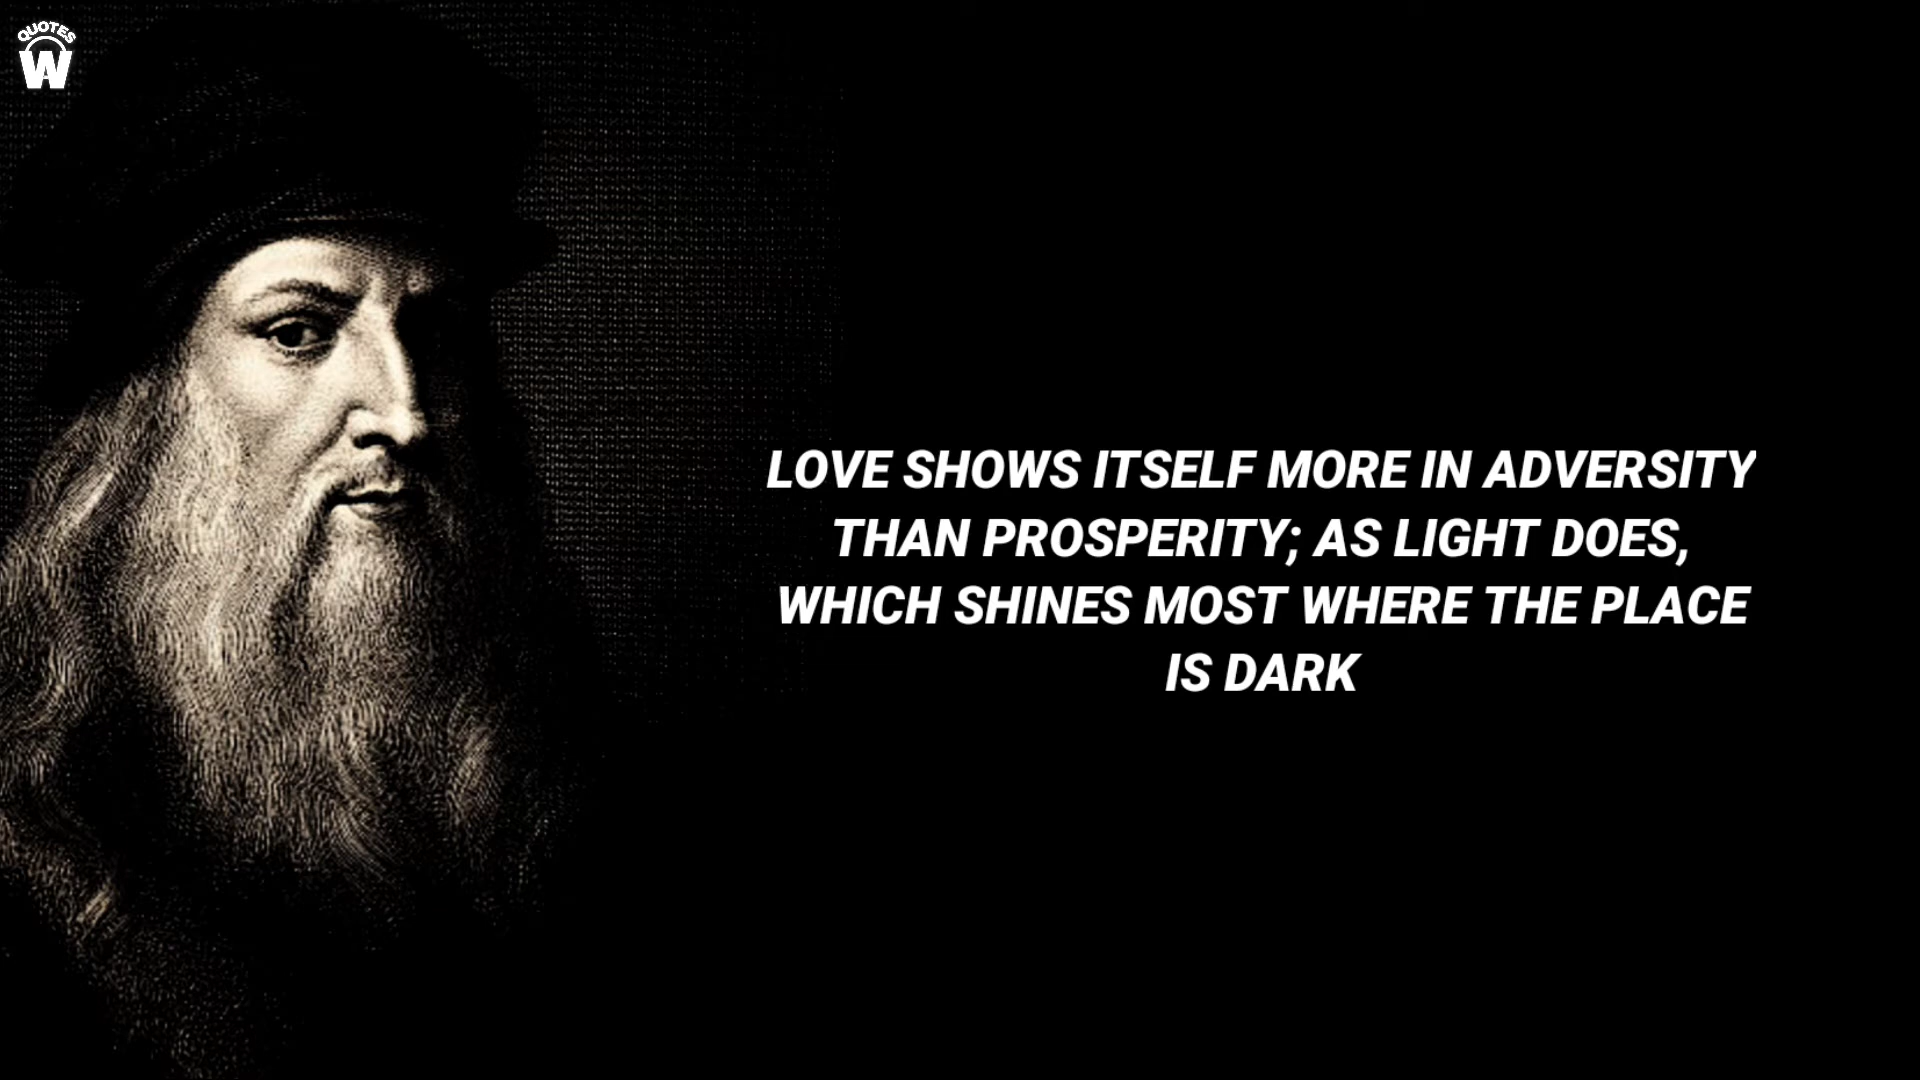 QUOTES
W
LOVE SHOWS ITSELF MORE IN ADVERSITY
THAN PROSPERITY; AS LIGHT DOES,
WHICH SHINES MOST WHERE THE PLACE
IS DARK